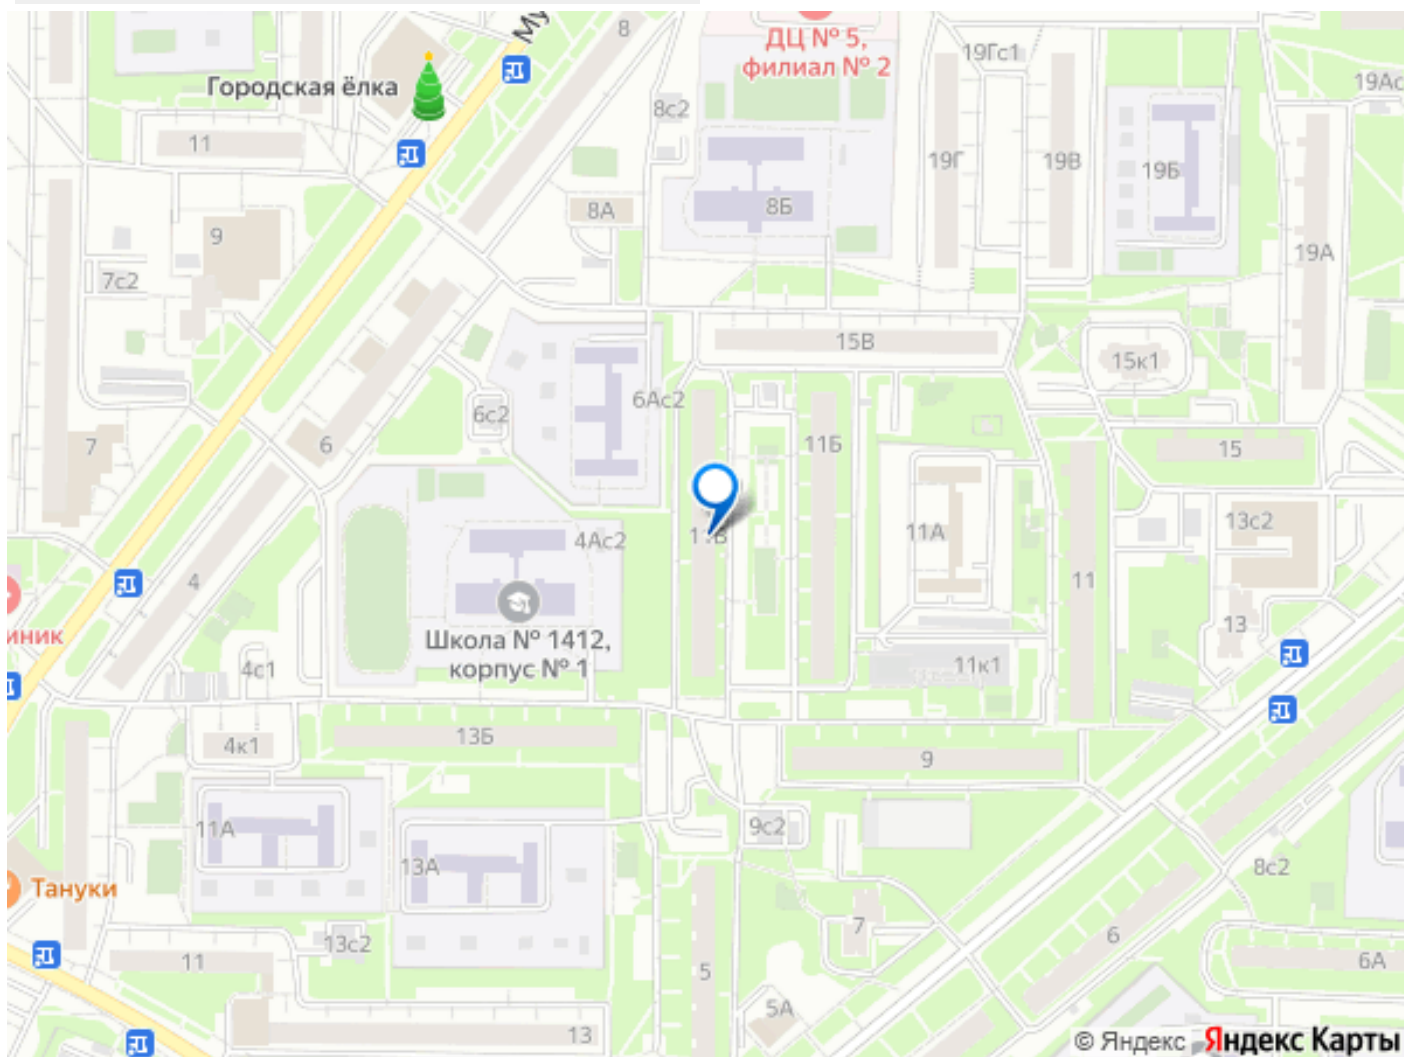 Му
8
ДЦ № 5,
филиал № 2
19Гс1
19Ас
Городская ёлка
8с2
11
19Г
19В
19Б
8А
8Б
9
19А
7с2
15В
15к1
6Ас2
6с2
7
6
11Б
15
13с2
11А
4Ас2
11В
4
11
иник
Школа № 1412,
корпус № 1
13
4с1
11к1
13Б
4к1
9
11А
9с2
13А
8с2
Тануки
7
6
13с2
11
5
6А
5А
13
© Яндекс Яндекс Карты